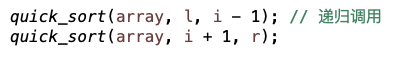 quick_sort(array, l, i - 1); // 递归调用
quick_sort(array, i + 1, r);